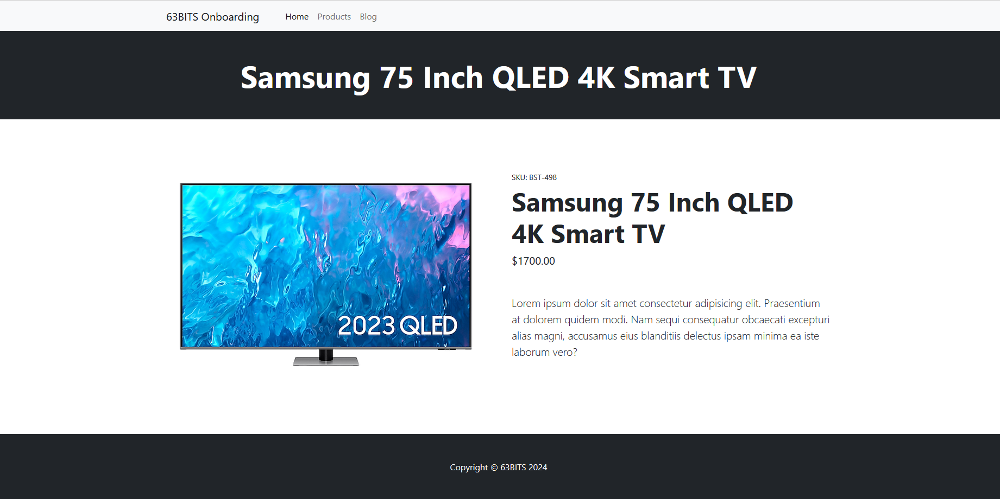 63BITS Onboarding Home Products Blog
Samsung 75 Inch QLED 4K Smart TV
2023 QLED
SKU: BST-498
Samsung 75 Inch QLED
4K Smart TV
$1700.00
Lorem ipsum dolor sit amet consectetur adipisicing elit. Praesentium
at dolorem quidem modi. Nam sequi consequatur obcaecati excepturi
alias magni, accusamus eius blanditiis delectus ipsam minima ea iste
laborum vero?
Copyright © 63BITS 2024